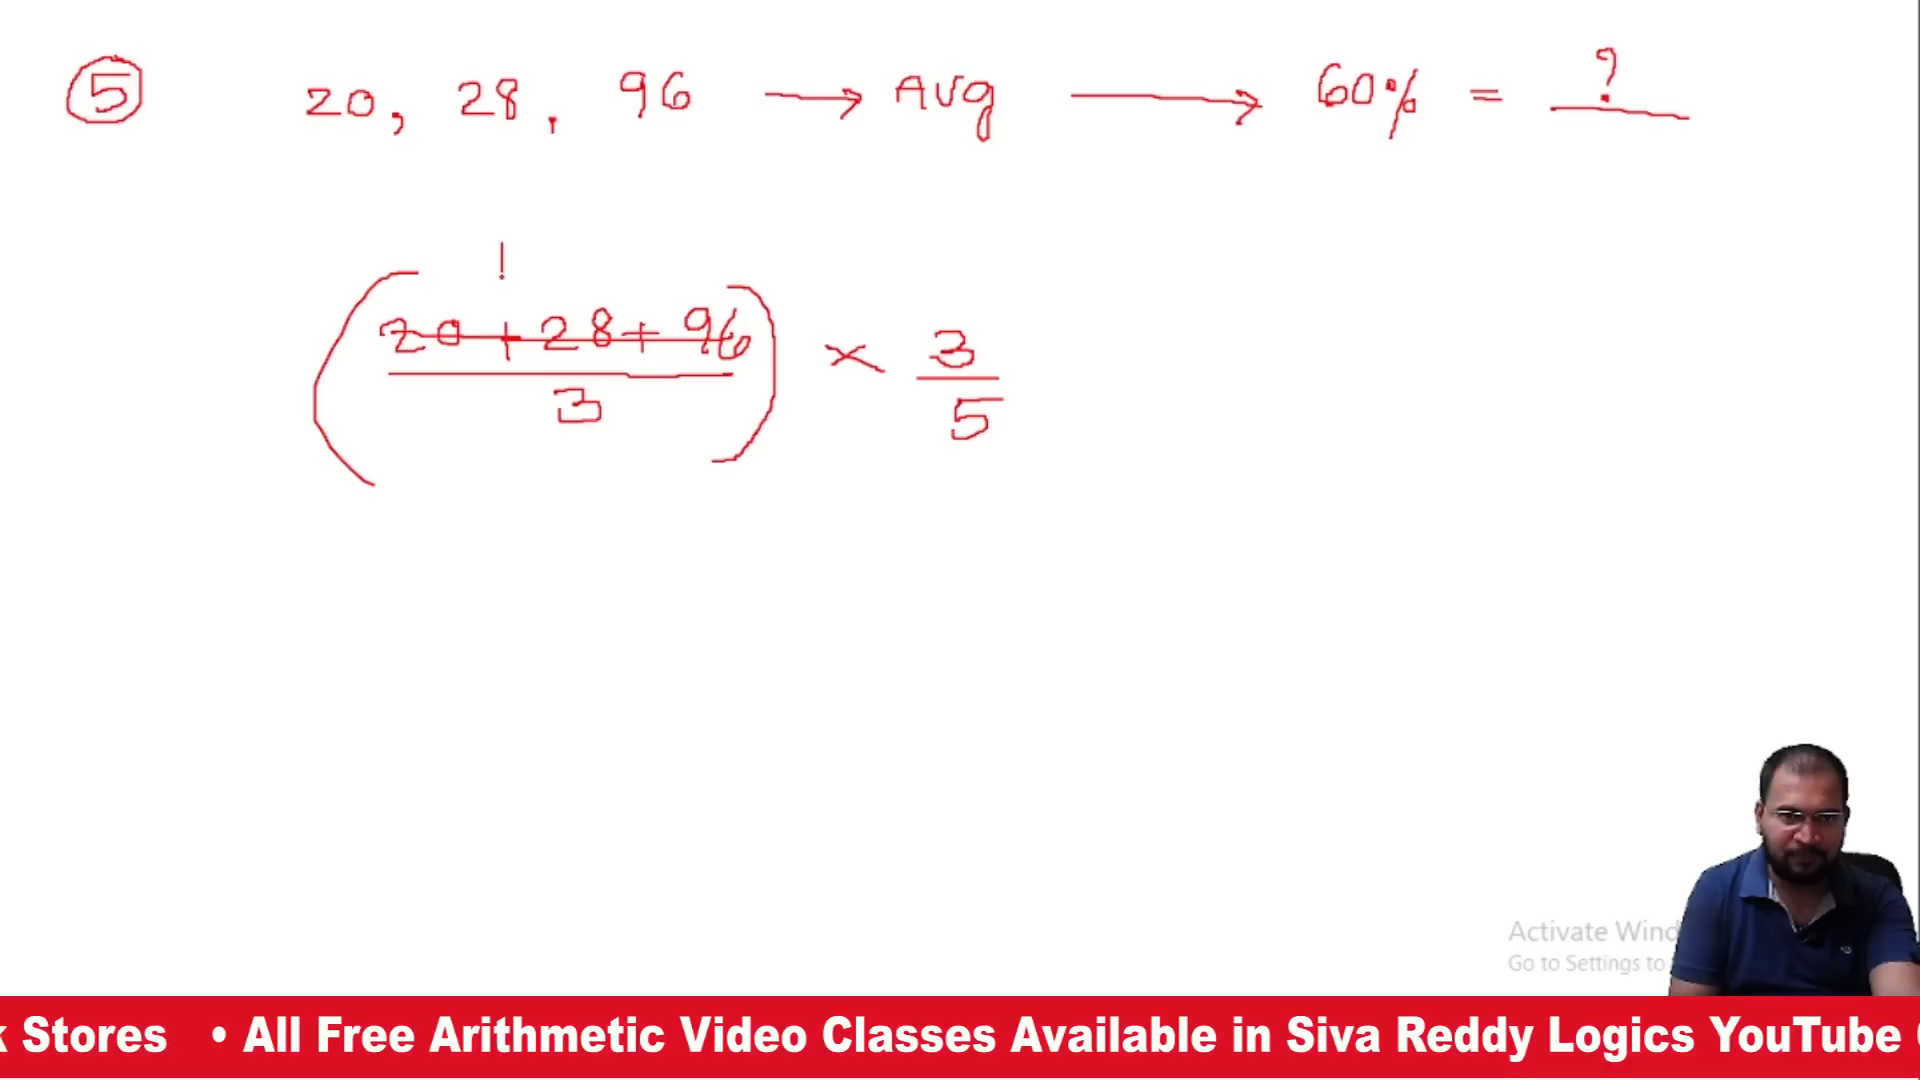 5 20, 28, 96 → Avg → 60% = ?
1
(20 + 28 + 96 / 3) × 3/5
Activate Wind
Go to Settings to
k Stores • All Free Arithmetic Video Classes Available in Siva Reddy Logics YouTube